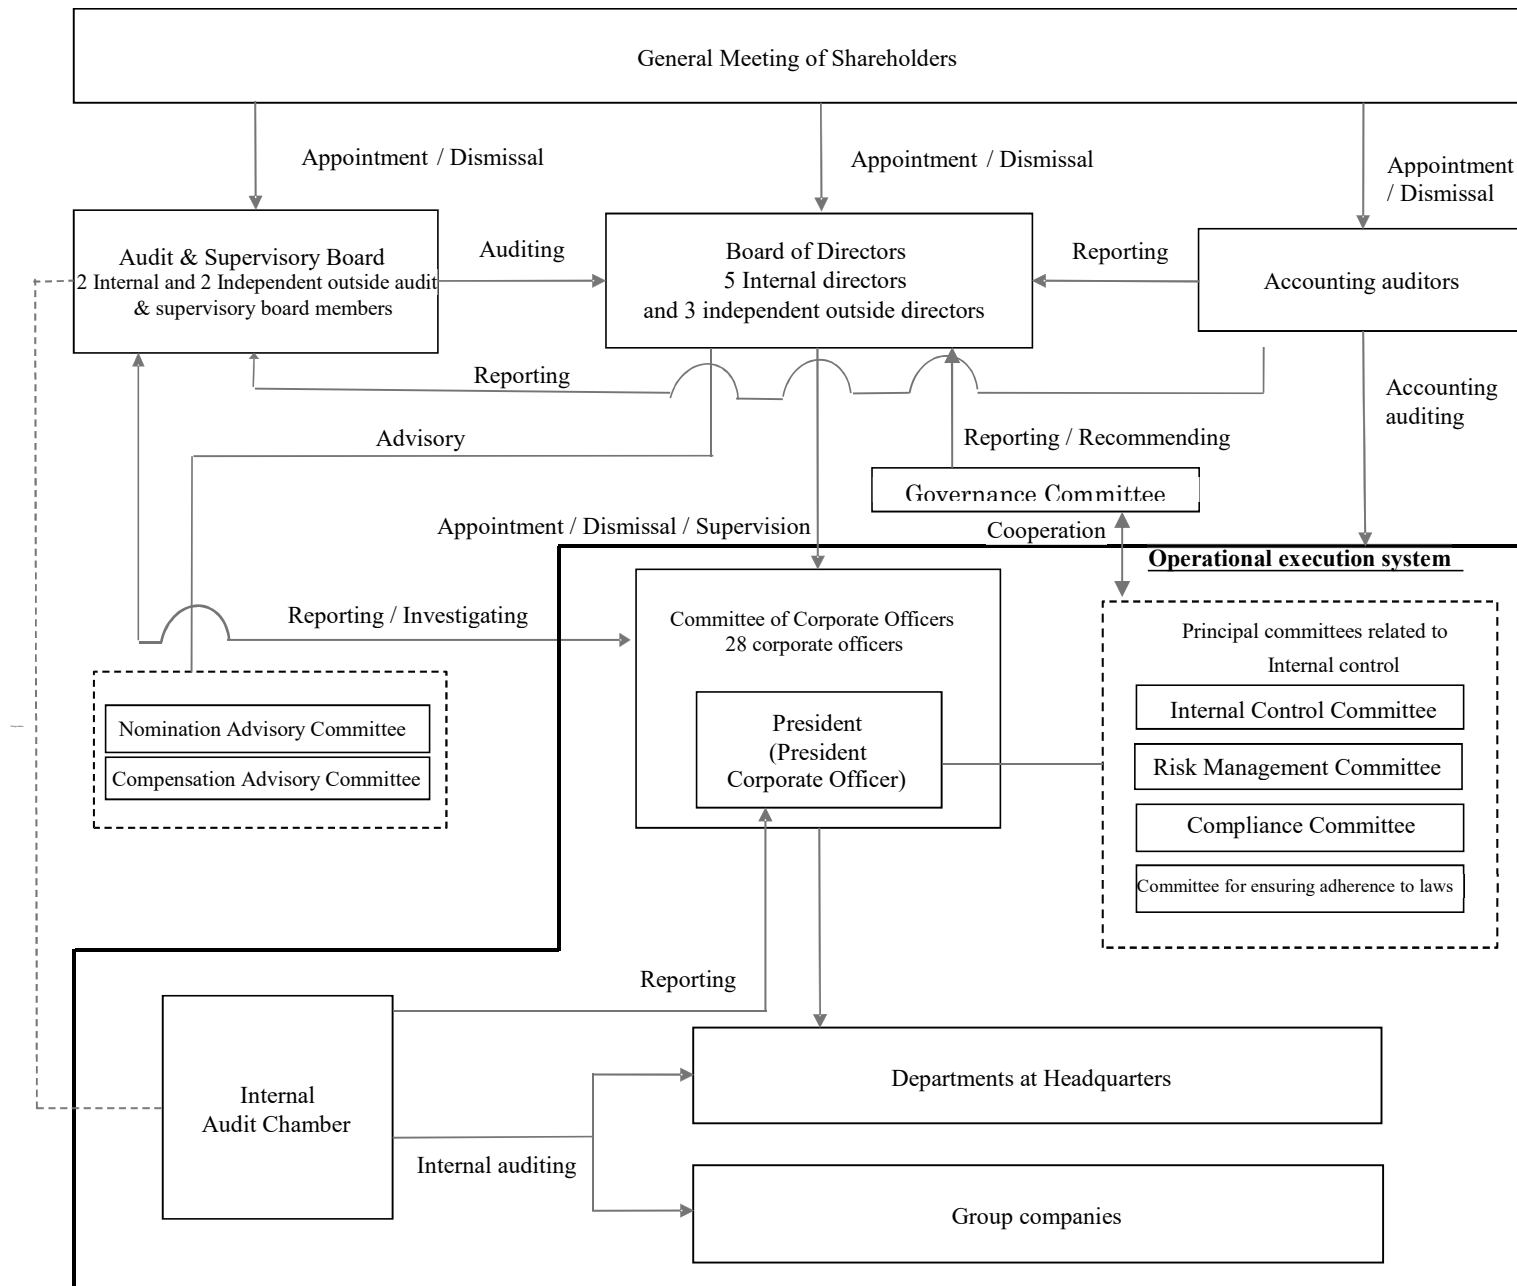 General Meeting of Shareholders
Appointment / Dismissal
Appointment / Dismissal
Appointment
/ Dismissal
Audit & Supervisory Board
2 Internal and 2 Independent outside audit
& supervisory board members
Auditing
Board of Directors
5 Internal directors
and 3 independent outside directors
Reporting
Accounting auditors
Reporting
Accounting
auditing
Advisory
Reporting / Recommending
Governance Committee
Appointment / Dismissal / Supervision
Cooperation
Operational execution system
Reporting / Investigating
Committee of Corporate Officers
28 corporate officers
Principal committees related to
Internal control
Nomination Advisory Committee
Compensation Advisory Committee
President
(President
Corporate Officer)
Internal Control Committee
Risk Management Committee
Compliance Committee
Committee for ensuring adherence to laws
Reporting
Internal
Audit Chamber
Internal auditing
Departments at Headquarters
Group companies